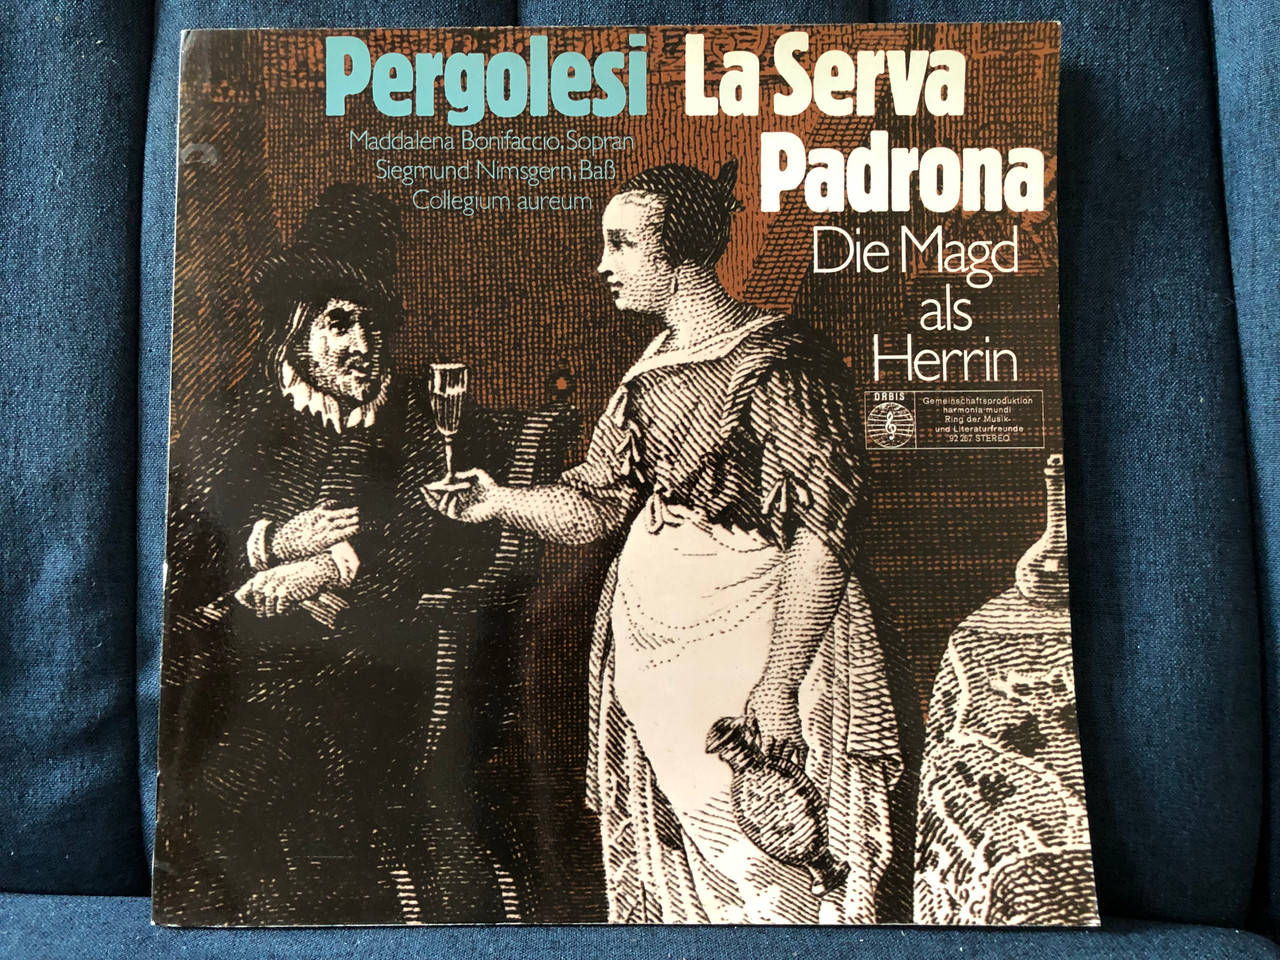 Pergolesi
La Serva
Padrona
Maddalena Bonifaccio, Sopran
Siegmund Nimsgern, Baß
Collegium aureum
Die Magd
als
Herrin
ORBIS
Gemeinschaftsproduktion
harmonia-mundi
Ring der Musik-
und Literaturfreunde
92 267 STEREO